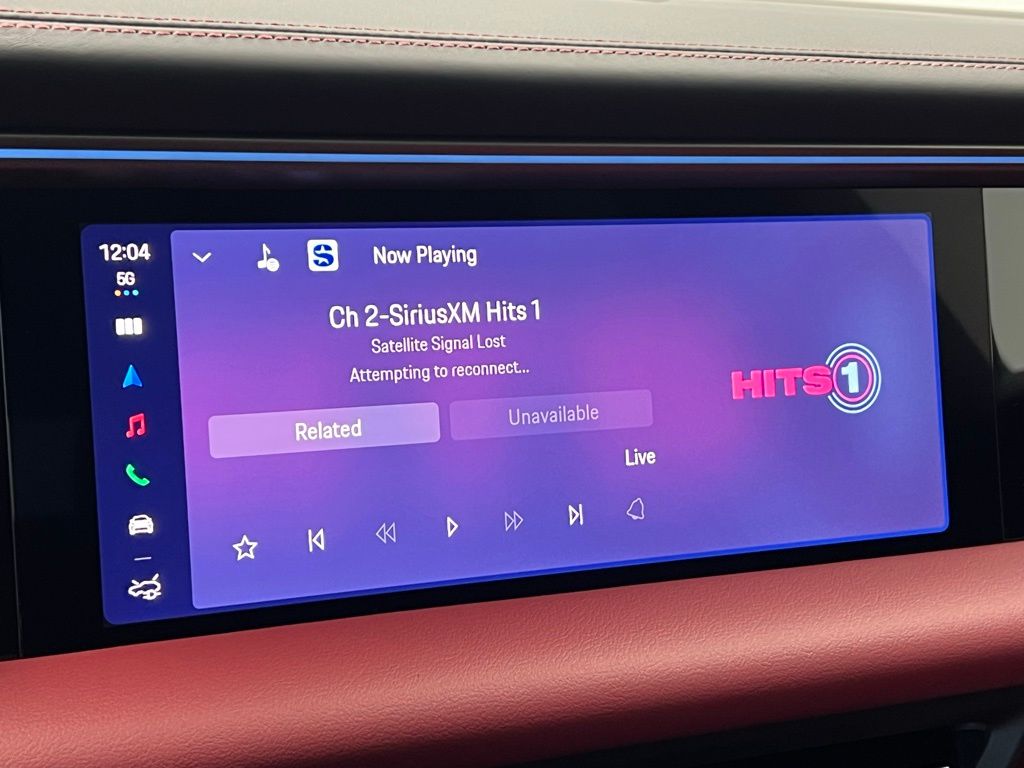 12:04
5G
S
Now Playing
Ch 2-SiriusXM Hits 1
Satellite Signal Lost
Attempting to reconnect...
HITS1
Related
Unavailable
Live